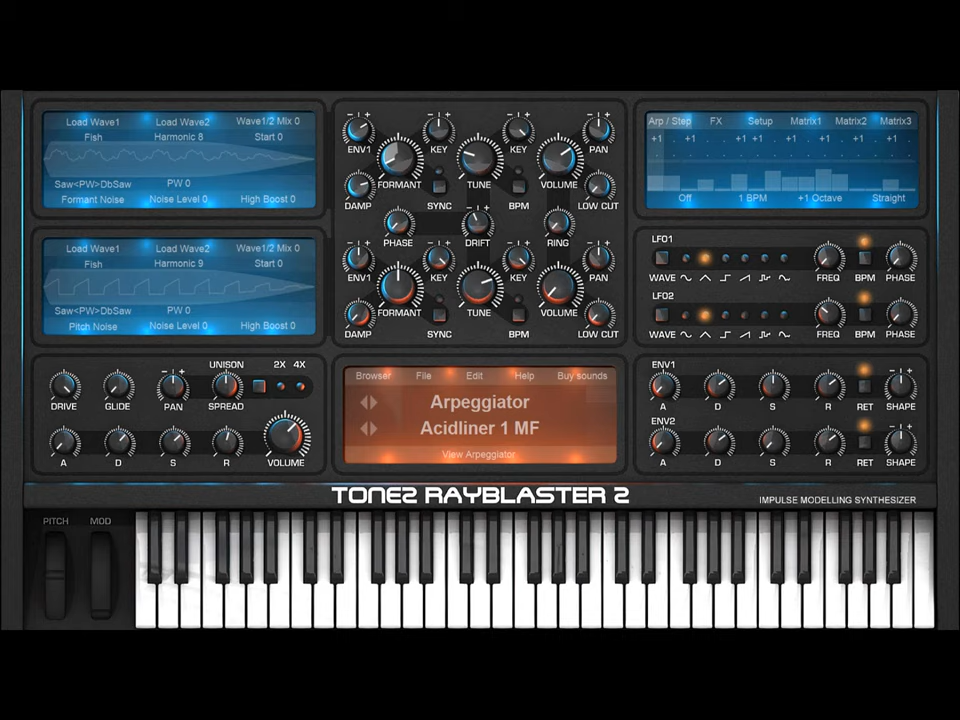 Load Wave1 Load Wave2 Wave1/2 Mix 0
Fish Harmonic 8 Start 0
Saw<PW>DbSaw PW 0
Formant Noise Noise Level 0 High Boost 0
Load Wave1 Load Wave2 Wave1/2 Mix 0
Fish Harmonic 9 Start 0
Saw<PW>DbSaw PW 0
Pitch Noise Noise Level 0 High Boost 0
UNISON 2X 4X
DRIVE GLIDE PAN SPREAD
A D S R VOLUME
- + - + - + - +
ENV1 KEY KEY PAN
FORMANT TUNE VOLUME
DAMP SYNC BPM LOW CUT
- +
PHASE DRIFT RING
- + - + - + - +
ENV1 KEY KEY PAN
FORMANT TUNE VOLUME
DAMP SYNC BPM LOW CUT
Browser File Edit Help Buy sounds
Arpeggiator
Acidliner 1 MF
View Arpeggiator
Arp / Step FX Setup Matrix1 Matrix2 Matrix3
+1 +1 +1 +1 +1 +1 +1
Off 1 BPM +1 Octave Straight
LFO1
WAVE FREQ BPM PHASE
LFO2
WAVE FREQ BPM PHASE
ENV1
A D S R RET SHAPE
ENV2
A D S R RET SHAPE
TONE2 RAYBLASTER 2
IMPULSE MODELLING SYNTHESIZER
PITCH MOD